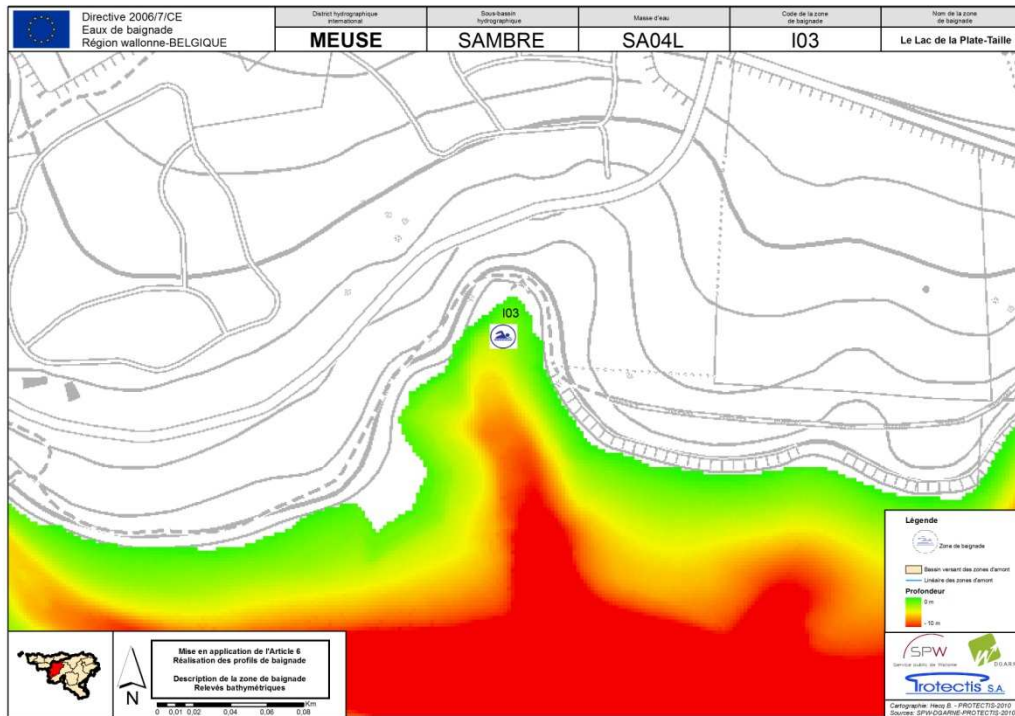 Directive 2006/7/CE
Eaux de baignade
Région wallonne-BELGIQUE
District hydrographique
international
MEUSE
Sous-bassin
hydrographique
SAMBRE
Masse d'eau
SA04L
Code de la zone
de baignade
I03
Nom de la zone
de baignade
Le Lac de la Plate-Taille
I03
Légende
Zone de baignade
Bassin versant des zones d'amont
Linéaire des zones d'amont
Profondeur
0 m
- 10 m
Mise en application de l'Article 6
Réalisation des profils de baignade
Description de la zone de baignade
Relevés bathymétriques
N
Km
0 0,01 0,02 0,04 0,06 0,08
SPW
Service public de Wallonie
DGARNE
Protectis S.A.
Cartographie: Hecq B. - PROTECTIS-2010
Sources: SPW-DGARNE-PROTECTIS-2010